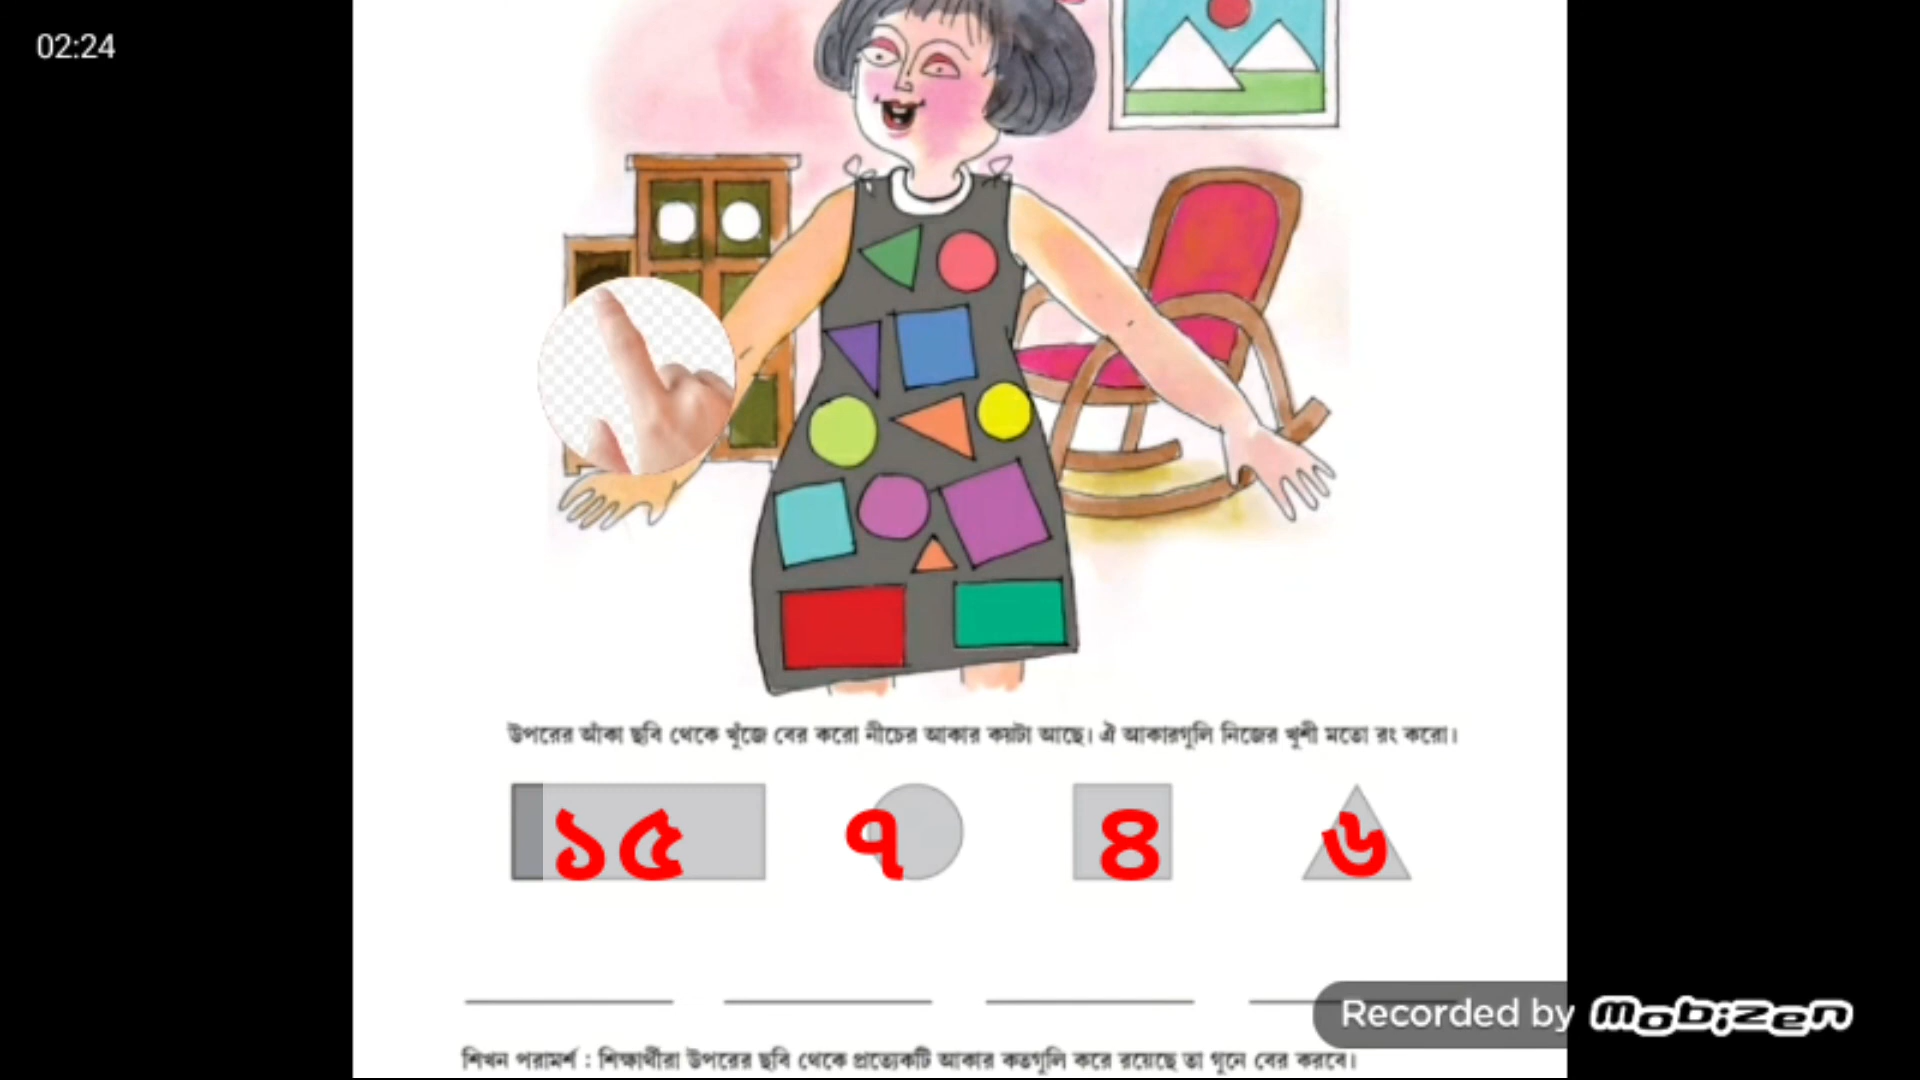 02:24
উপরের আঁকা ছবি থেকে খুঁজে বের করো নীচের আকার কয়টা আছে। ঐ আকারগুলি নিজের খুশী মতো রং করো।
১৫ ৭ ৪ ৬
Recorded by mobizen
শিখন পরামর্শ : শিক্ষার্থীরা উপরের ছবি থেকে প্রত্যেকটি আকার কতগুলি করে রয়েছে তা গুনে বের করবে।